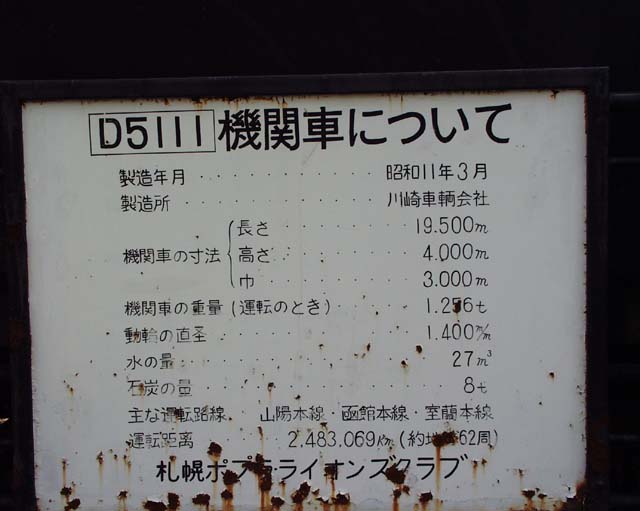 D5111機関車について
製造年月 ・・・・・・・・・・・ 昭和11年3月
製造所 ・・・・・・・・・・・・ 川崎車輌会社
機関車の寸法 { 長さ ・・・・・・・ 19.500m
高さ ・・・・・・・ 4.000m
巾 ・・・・・・・・ 3.000m
機関車の重量(運転のとき) ・・・・・ 1.256t
動輪の直径 ・・・・・・・・・・ 1.400m/m
水の量 ・・・・・・・・・・・・ 27m³
石炭の量 ・・・・・・・・・・・ 8t
主な運転路線 山陽本線・函館本線・室蘭本線
運転距離 ・・・・・ 2.483.069Km (約地 62周)
札幌ポプラライオンズクラブ